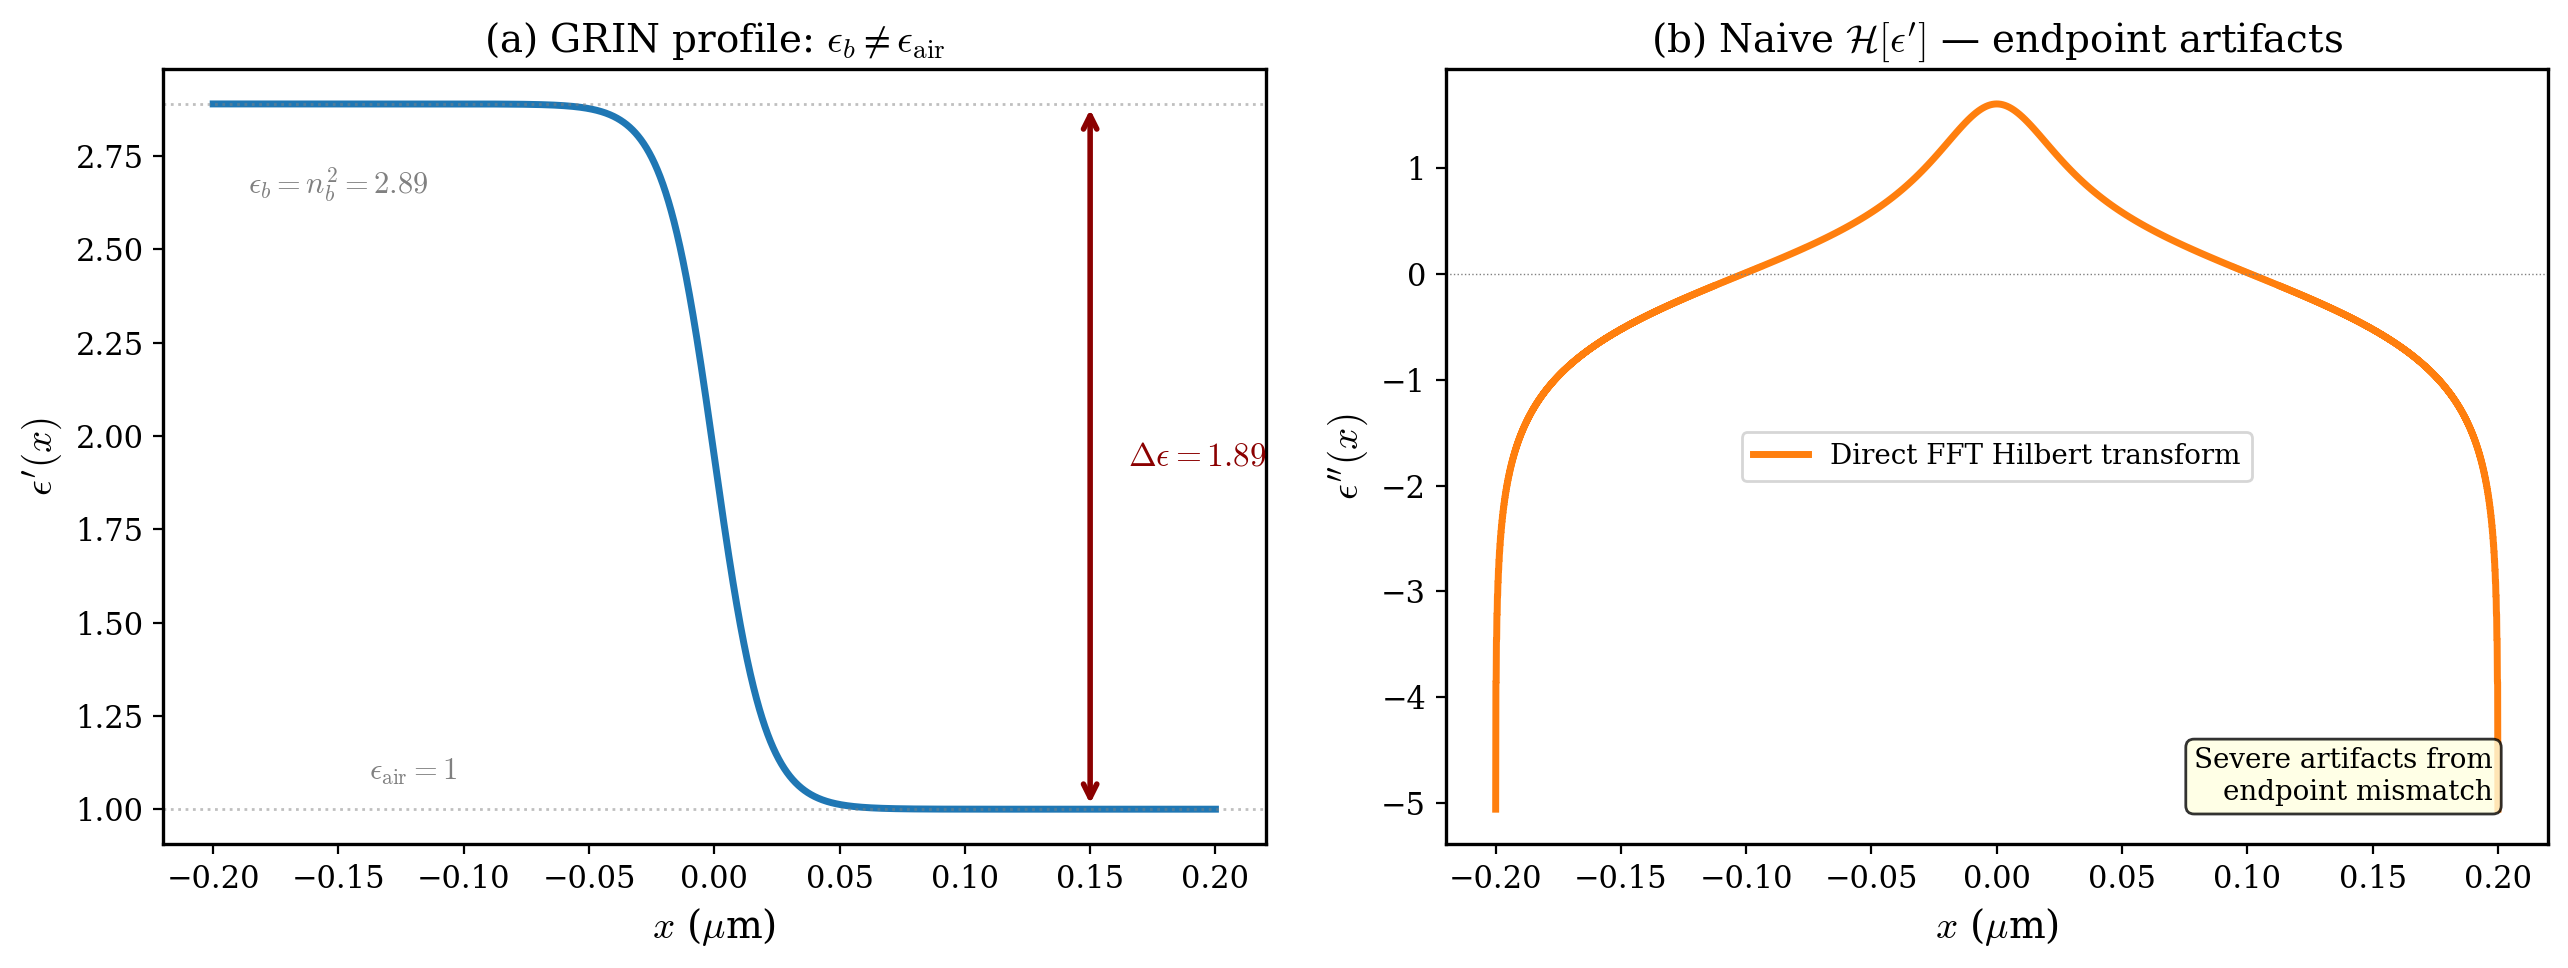 (a) GRIN profile: ϵ_b ≠ ϵ_air
ϵ′(x)
2.75
2.50
2.25
2.00
1.75
1.50
1.25
1.00
ϵ_b = n_b^2 = 2.89
Δϵ = 1.89
ϵ_air = 1
−0.20 −0.15 −0.10 −0.05 0.00 0.05 0.10 0.15 0.20
x (μm)
(b) Naive ℋ[ϵ′] — endpoint artifacts
ϵ″(x)
1
0
−1
−2
−3
−4
−5
Direct FFT Hilbert transform
Severe artifacts from
endpoint mismatch
−0.20 −0.15 −0.10 −0.05 0.00 0.05 0.10 0.15 0.20
x (μm)